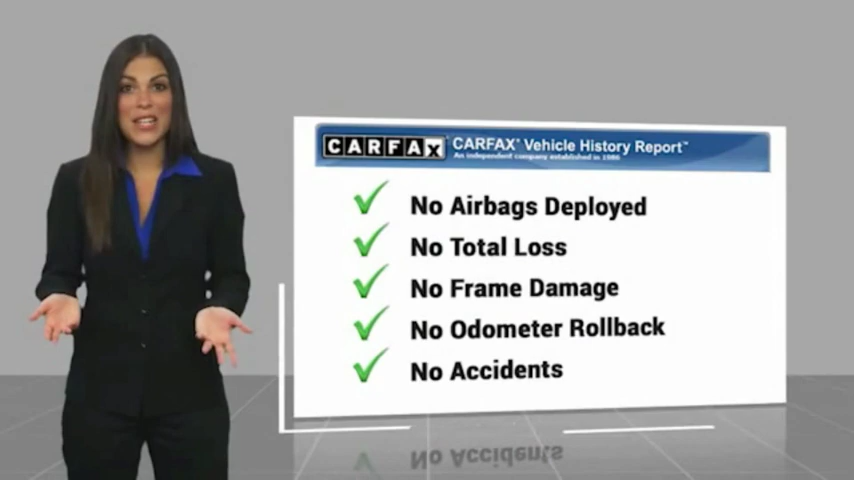 CARFAX CARFAX® Vehicle History Report™
An independent company established in 1986
No Airbags Deployed
No Total Loss
No Frame Damage
No Odometer Rollback
No Accidents
No Accidents